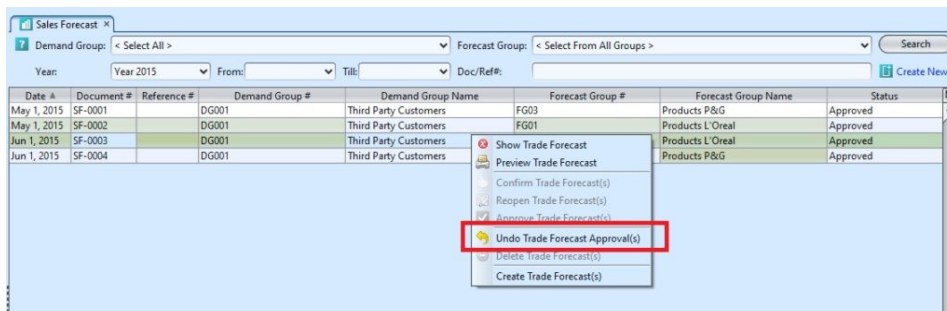 Sales Forecast ×
? Demand Group: < Select All > Forecast Group: < Select From All Groups > Search
Year: Year 2015 From: Till: Doc/Ref#: Create New
Date Document # Reference # Demand Group # Demand Group Name Forecast Group # Forecast Group Name Status
May 1, 2015 SF-0001 DG001 Third Party Customers FG03 Products P&G Approved
May 1, 2015 SF-0002 DG001 Third Party Customers FG01 Products L'Oreal Approved
Jun 1, 2015 SF-0003 DG001 Third Party Customers Products L'Oreal Approved
Jun 1, 2015 SF-0004 DG001 Third Party Customers Products P&G Approved
Show Trade Forecast
Preview Trade Forecast
Confirm Trade Forecast(s)
Reopen Trade Forecast(s)
Approve Trade Forecast(s)
Undo Trade Forecast Approval(s)
Delete Trade Forecast(s)
Create Trade Forecast(s)